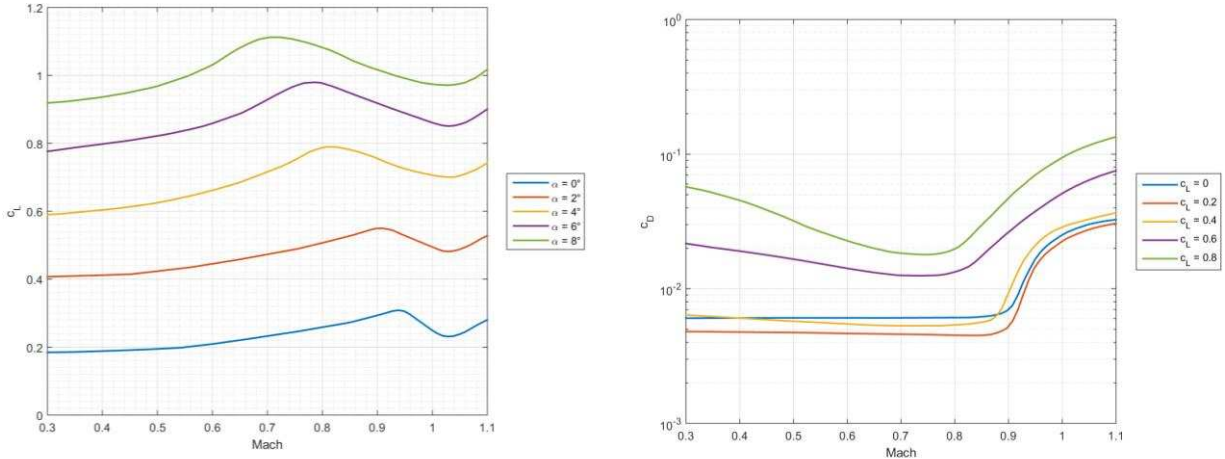 1.2
1
0.8
0.6
0.4
0.2
0
c_L
0.3 0.4 0.5 0.6 0.7 0.8 0.9 1 1.1
Mach
α = 0°
α = 2°
α = 4°
α = 6°
α = 8°
10^0
10^-1
10^-2
10^-3
c_D
0.3 0.4 0.5 0.6 0.7 0.8 0.9 1 1.1
Mach
c_L = 0
c_L = 0.2
c_L = 0.4
c_L = 0.6
c_L = 0.8